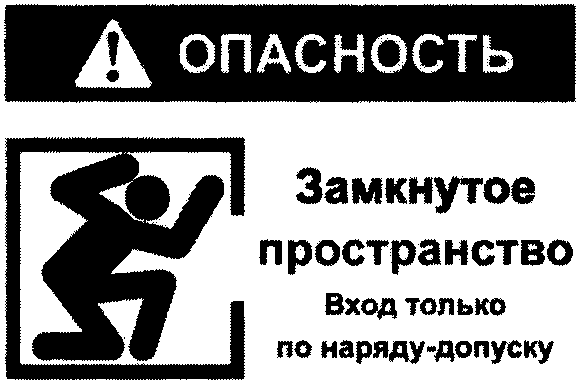 ОПАСНОСТЬ
Замкнутое
пространство
Вход только
по наряду-допуску